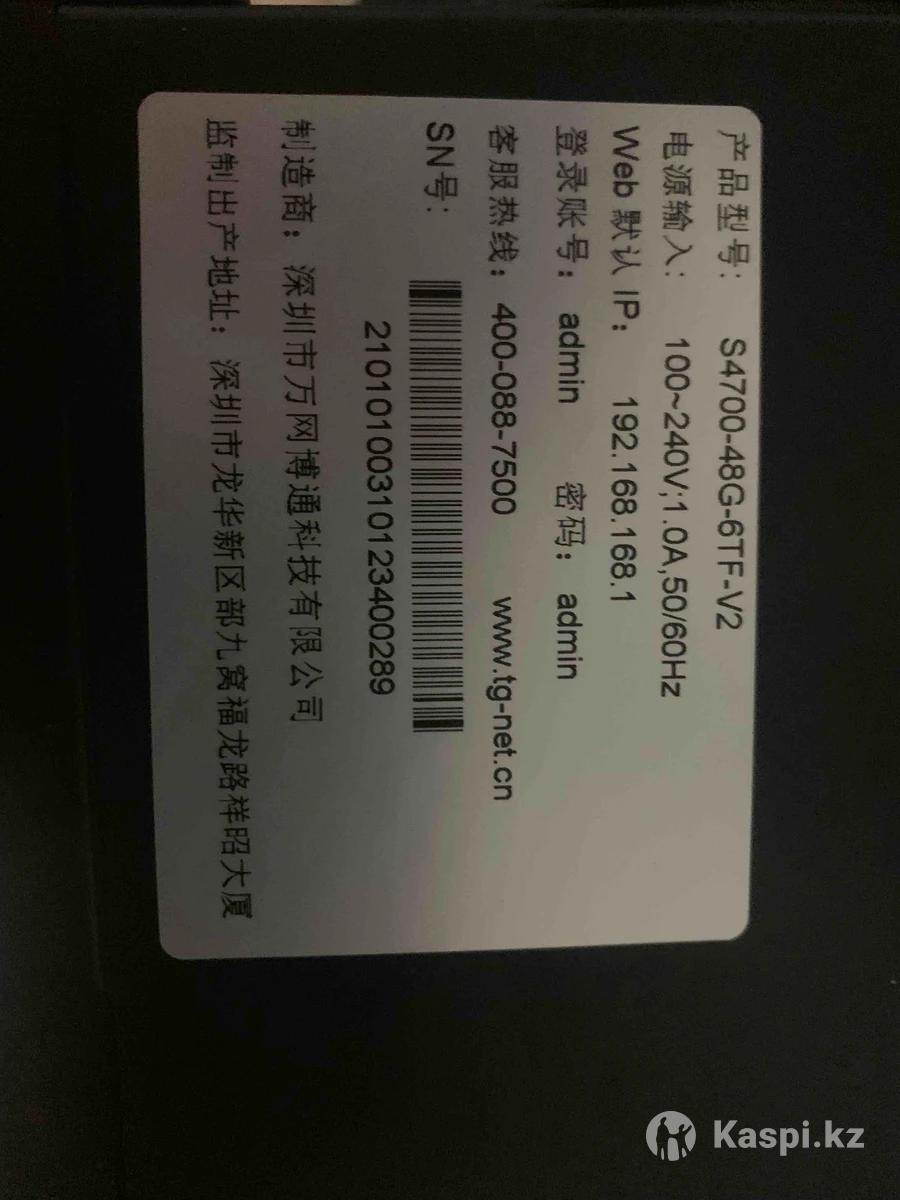 产品型号： S4700-48G-6TF-V2
电源输入： 100~240V;1.0A,50/60Hz
Web 默认 IP： 192.168.168.1
登录账号： admin 密码： admin
客服热线：400-088-7500 www.tg-net.cn
SN号：
21010100310123400289
制造商：深圳市万网博通科技有限公司
监制出产地址：深圳市龙华新区部九窝福龙路祥昭大厦
Kaspi.kz